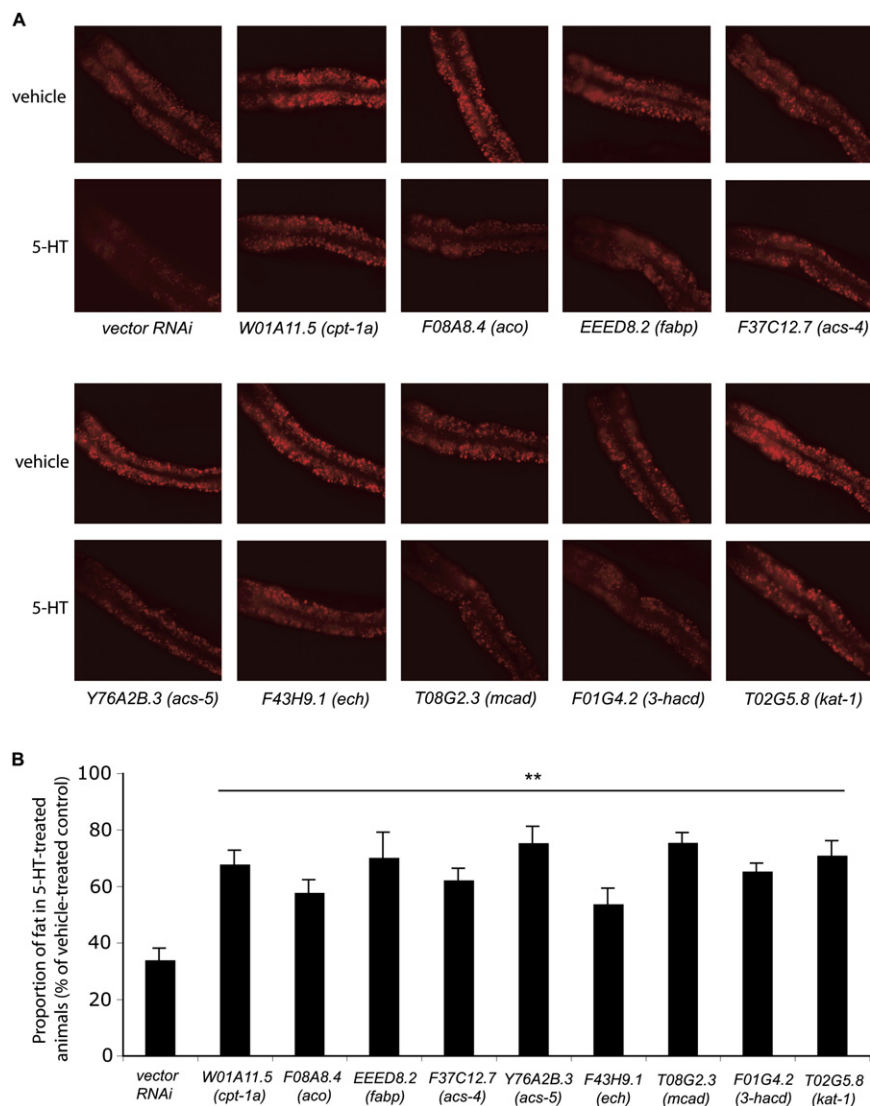 A
vehicle
5-HT
vector RNAi W01A11.5 (cpt-1a) F08A8.4 (aco) EEED8.2 (fabp) F37C12.7 (acs-4)
vehicle
5-HT
Y76A2B.3 (acs-5) F43H9.1 (ech) T08G2.3 (mcad) F01G4.2 (3-hacd) T02G5.8 (kat-1)
B
Proportion of fat in 5-HT-treated
animals (% of vehicle-treated control)
100
80
60
40
20
0
**
vector W01A11.5 F08A8.4 EEED8.2 F37C12.7 Y76A2B.3 F43H9.1 T08G2.3 F01G4.2 T02G5.8
RNAi (cpt-1a) (aco) (fabp) (acs-4) (acs-5) (ech) (mcad) (3-hacd) (kat-1)